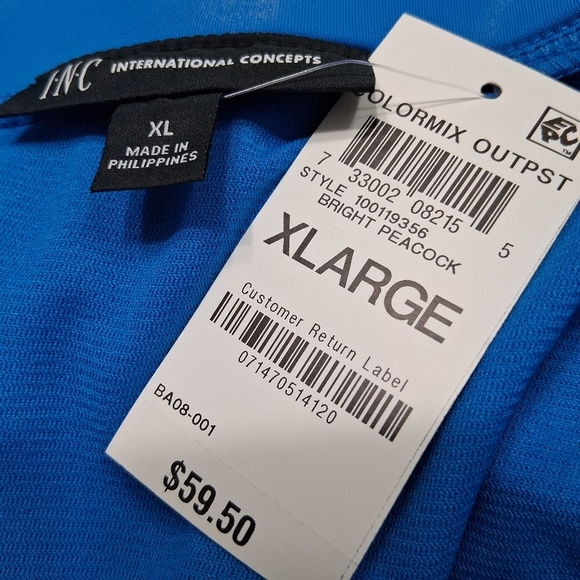 I·N·C INTERNATIONAL CONCEPTS
XL
MADE IN
PHILIPPINES
COLORMIX OUTPST
EPC™
7 33002 08215 5
STYLE 100119356
BRIGHT PEACOCK
XLARGE
Customer Return Label
071470514120
BA08-001
$59.50